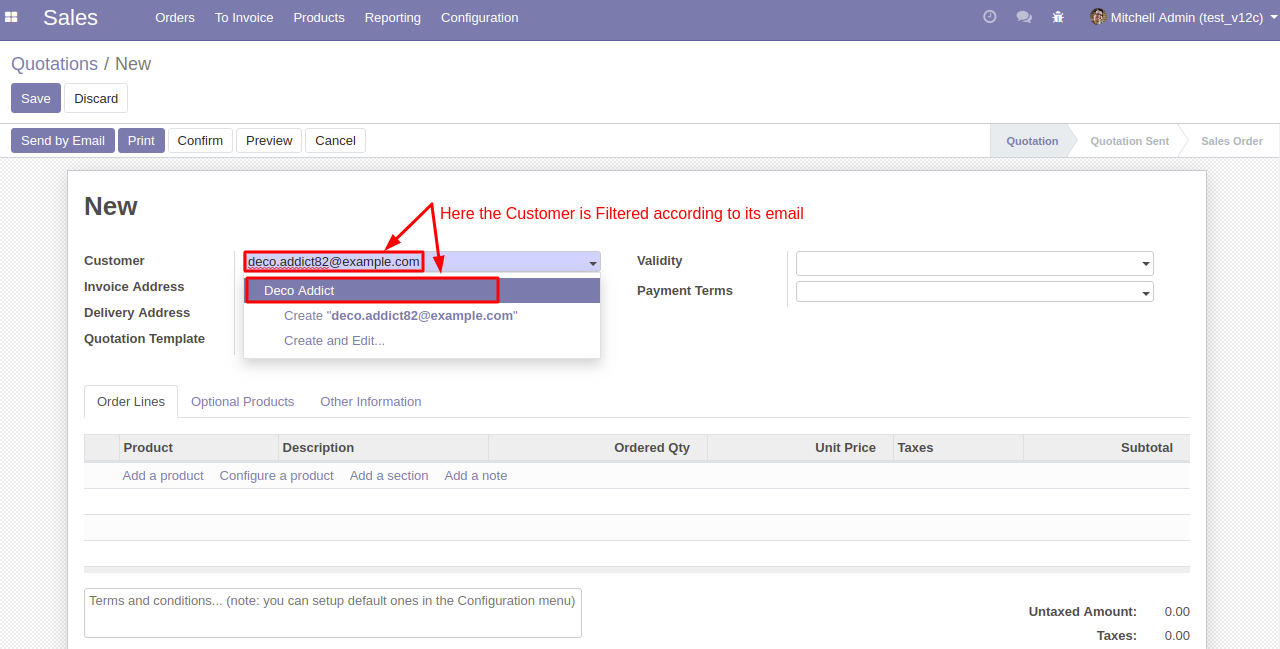 Sales Orders To Invoice Products Reporting Configuration Mitchell Admin (test_v12c)
Quotations / New
Save Discard
Send by Email Print Confirm Preview Cancel Quotation Quotation Sent Sales Order
New
Here the Customer is Filtered according to its email
Customer deco.addict82@example.com Validity
Invoice Address Deco Addict Payment Terms
Delivery Address Create "deco.addict82@example.com"
Quotation Template Create and Edit...
Order Lines Optional Products Other Information
Product Description Ordered Qty Unit Price Taxes Subtotal
Add a product Configure a product Add a section Add a note
Terms and conditions... (note: you can setup default ones in the Configuration menu)
Untaxed Amount: 0.00
Taxes: 0.00